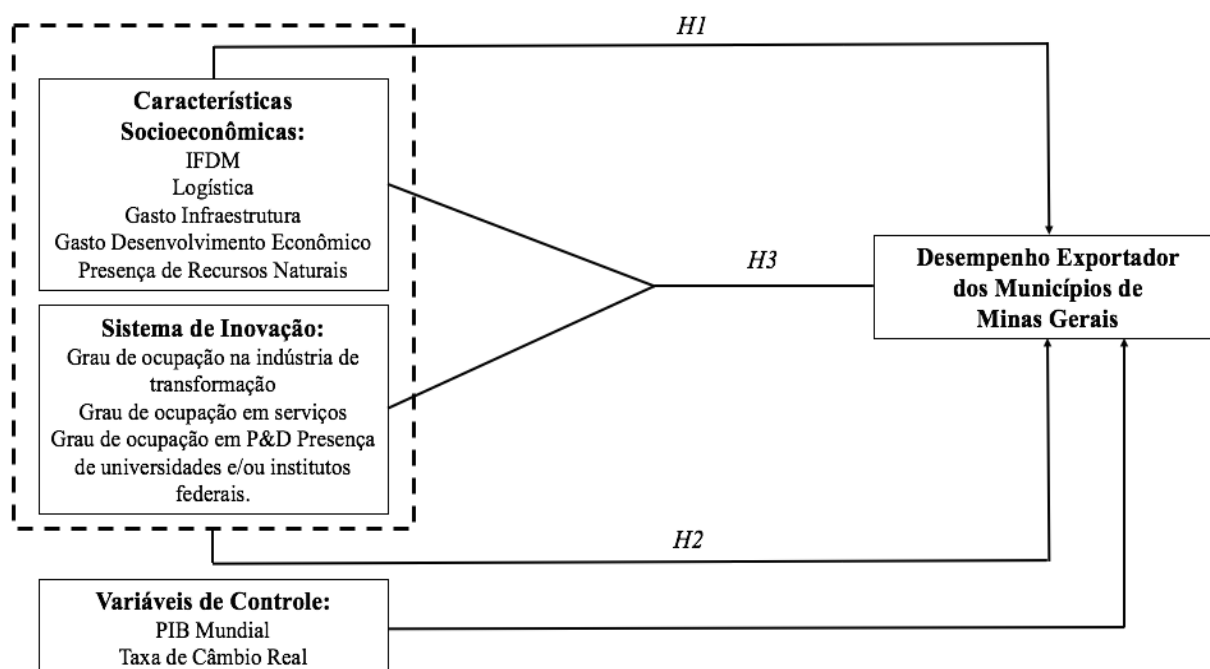 H1
Características
Socioeconômicas:
IFDM
Logística
Gasto Infraestrutura
Gasto Desenvolvimento Econômico
Presença de Recursos Naturais
Sistema de Inovação:
Grau de ocupação na indústria de
transformação
Grau de ocupação em serviços
Grau de ocupação em P&D Presença
de universidades e/ou institutos
federais.
H3
Desempenho Exportador
dos Municípios de
Minas Gerais
H2
Variáveis de Controle:
PIB Mundial
Taxa de Câmbio Real